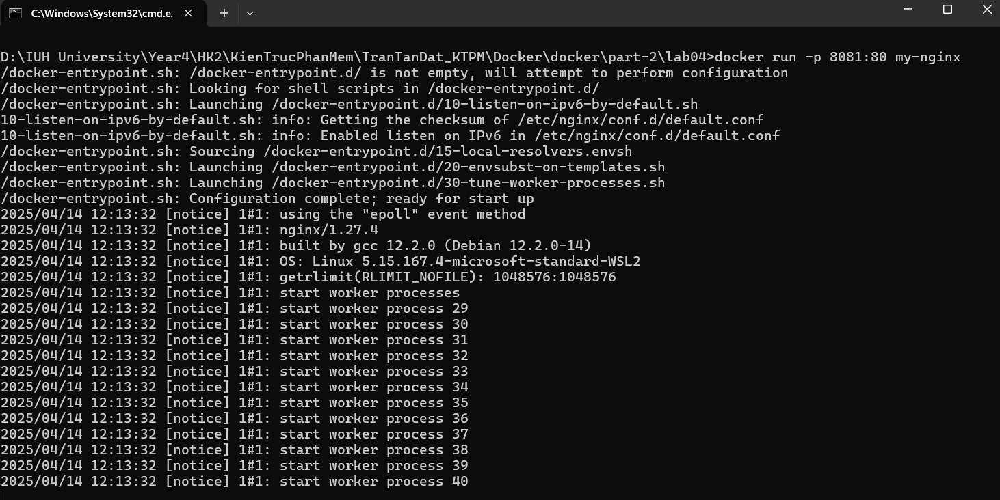 C:\Windows\System32\cmd.e
D:\IUH University\Year4\HK2\KienTrucPhanMem\TranTanDat_KTPM\Docker\docker\part-2\lab04>docker run -p 8081:80 my-nginx
/docker-entrypoint.sh: /docker-entrypoint.d/ is not empty, will attempt to perform configuration
/docker-entrypoint.sh: Looking for shell scripts in /docker-entrypoint.d/
/docker-entrypoint.sh: Launching /docker-entrypoint.d/10-listen-on-ipv6-by-default.sh
10-listen-on-ipv6-by-default.sh: info: Getting the checksum of /etc/nginx/conf.d/default.conf
10-listen-on-ipv6-by-default.sh: info: Enabled listen on IPv6 in /etc/nginx/conf.d/default.conf
/docker-entrypoint.sh: Sourcing /docker-entrypoint.d/15-local-resolvers.envsh
/docker-entrypoint.sh: Launching /docker-entrypoint.d/20-envsubst-on-templates.sh
/docker-entrypoint.sh: Launching /docker-entrypoint.d/30-tune-worker-processes.sh
/docker-entrypoint.sh: Configuration complete; ready for start up
2025/04/14 12:13:32 [notice] 1#1: using the "epoll" event method
2025/04/14 12:13:32 [notice] 1#1: nginx/1.27.4
2025/04/14 12:13:32 [notice] 1#1: built by gcc 12.2.0 (Debian 12.2.0-14)
2025/04/14 12:13:32 [notice] 1#1: OS: Linux 5.15.167.4-microsoft-standard-WSL2
2025/04/14 12:13:32 [notice] 1#1: getrlimit(RLIMIT_NOFILE): 1048576:1048576
2025/04/14 12:13:32 [notice] 1#1: start worker processes
2025/04/14 12:13:32 [notice] 1#1: start worker process 29
2025/04/14 12:13:32 [notice] 1#1: start worker process 30
2025/04/14 12:13:32 [notice] 1#1: start worker process 31
2025/04/14 12:13:32 [notice] 1#1: start worker process 32
2025/04/14 12:13:32 [notice] 1#1: start worker process 33
2025/04/14 12:13:32 [notice] 1#1: start worker process 34
2025/04/14 12:13:32 [notice] 1#1: start worker process 35
2025/04/14 12:13:32 [notice] 1#1: start worker process 36
2025/04/14 12:13:32 [notice] 1#1: start worker process 37
2025/04/14 12:13:32 [notice] 1#1: start worker process 38
2025/04/14 12:13:32 [notice] 1#1: start worker process 39
2025/04/14 12:13:32 [notice] 1#1: start worker process 40